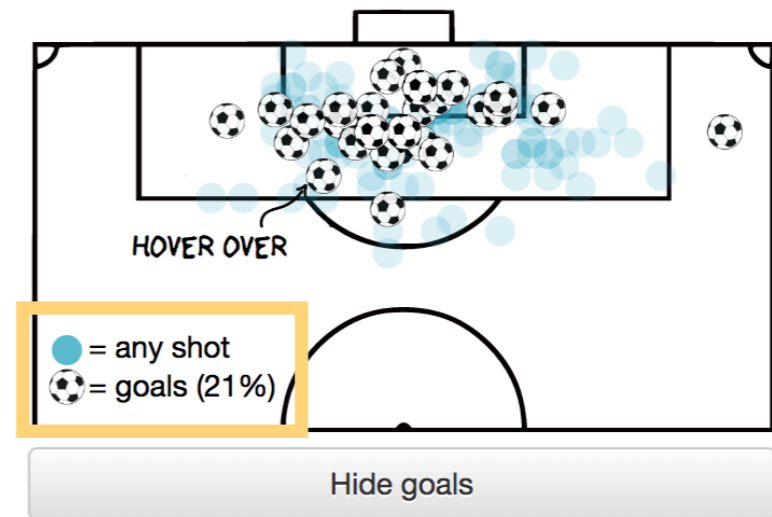 HOVER OVER
= any shot
= goals (21%)
Hide goals